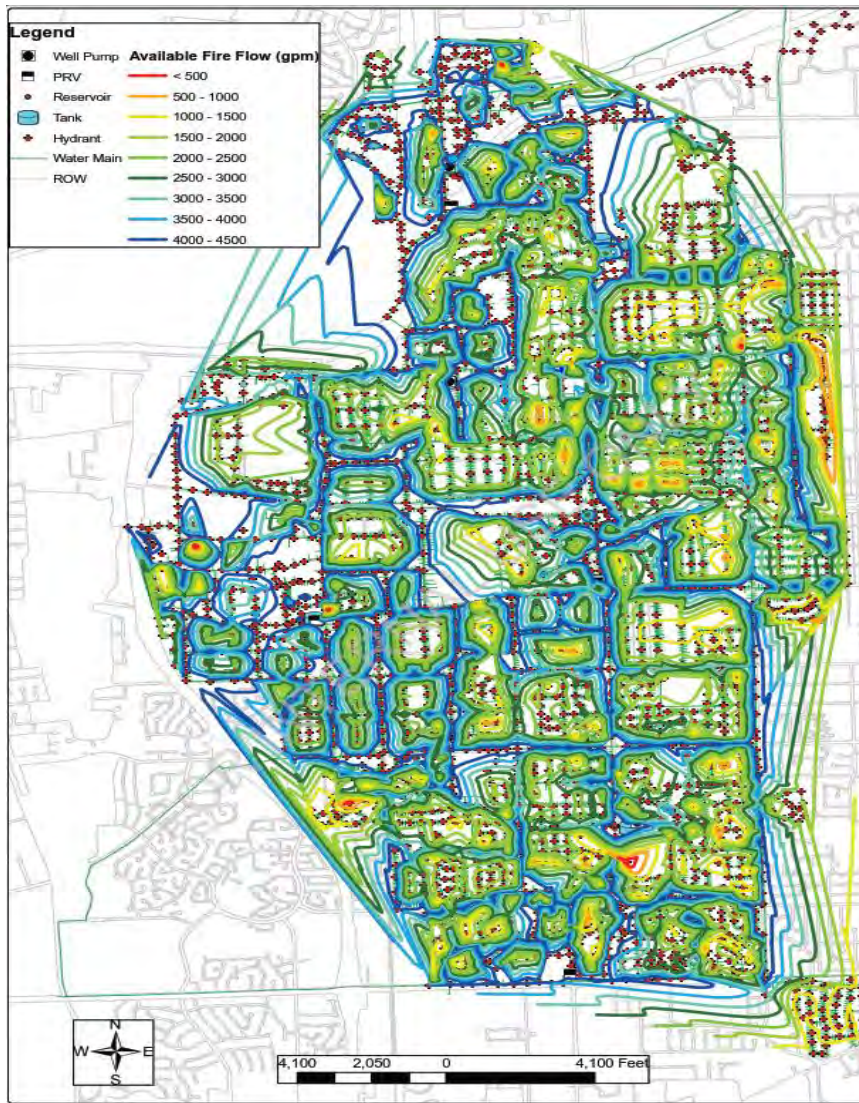 Legend
Well Pump
PRV
Reservoir
Tank
Hydrant
Water Main
ROW
Available Fire Flow (gpm)
< 500
500 - 1000
1000 - 1500
1500 - 2000
2000 - 2500
2500 - 3000
3000 - 3500
3500 - 4000
4000 - 4500
N
W E
S
4,100 2,050 0 4,100 Feet